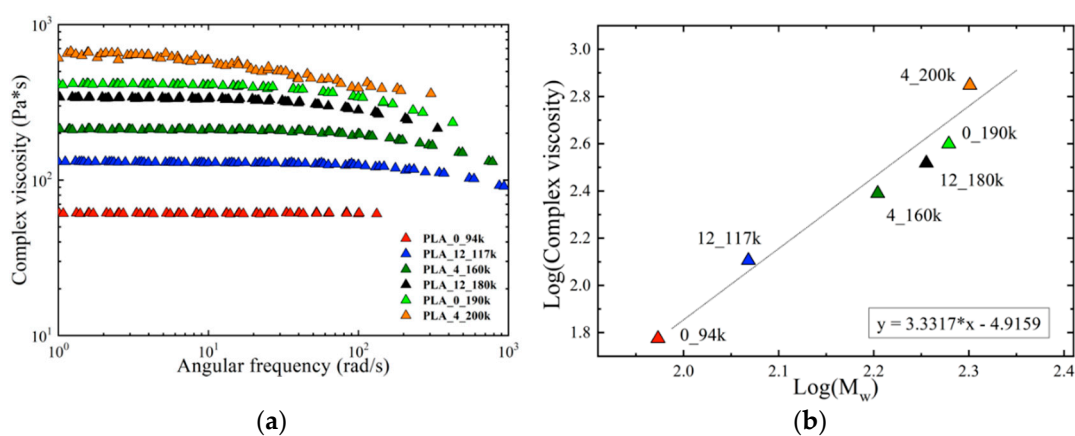 Complex viscosity (Pa*s)
10³
10²
10¹
PLA_0_94k
PLA_12_117k
PLA_4_160k
PLA_12_180k
PLA_0_190k
PLA_4_200k
10⁰ 10¹ 10² 10³
Angular frequency (rad/s)
(a)
b)
Log(Complex viscosity)
3.0
2.8
2.6
2.4
2.2
2.0
1.8
4_200k
0_190k
12_180k
4_160k
12_117k
0_94k
y = 3.3317*x - 4.9159
2.0 2.1 2.2 2.3 2.4
Log(Mw)
(b)